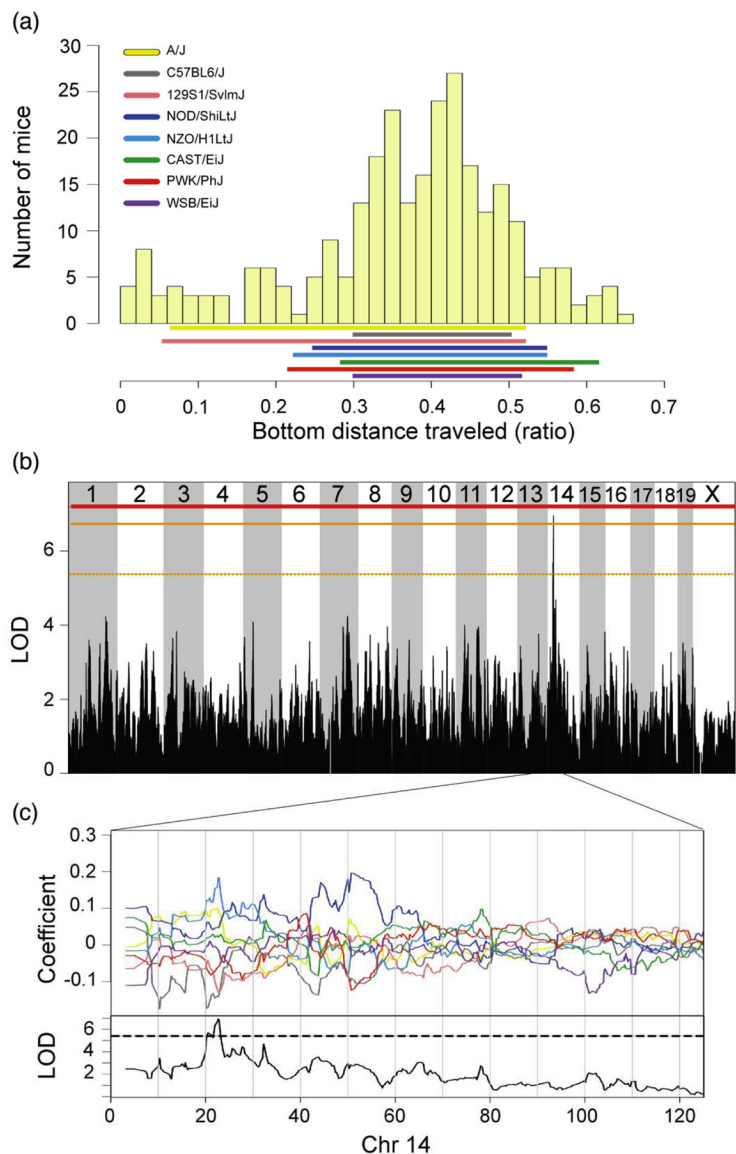 (a)
30
25
20
15
10
5
0
Number of mice
A/J
C57BL6/J
129S1/SvlmJ
NOD/ShiLtJ
NZO/H1LtJ
CAST/EiJ
PWK/PhJ
WSB/EiJ
0 0.1 0.2 0.3 0.4 0.5 0.6 0.7
Bottom distance traveled (ratio)
(b)
1 2 3 4 5 6 7 8 9 10 11 12 13 14 15 16 17 18 19 X
6
4
2
0
LOD
(c)
0.3
0.2
0.1
0
-0.1
Coefficient
6
4
2
LOD
0 20 40 60 80 100 120
Chr 14